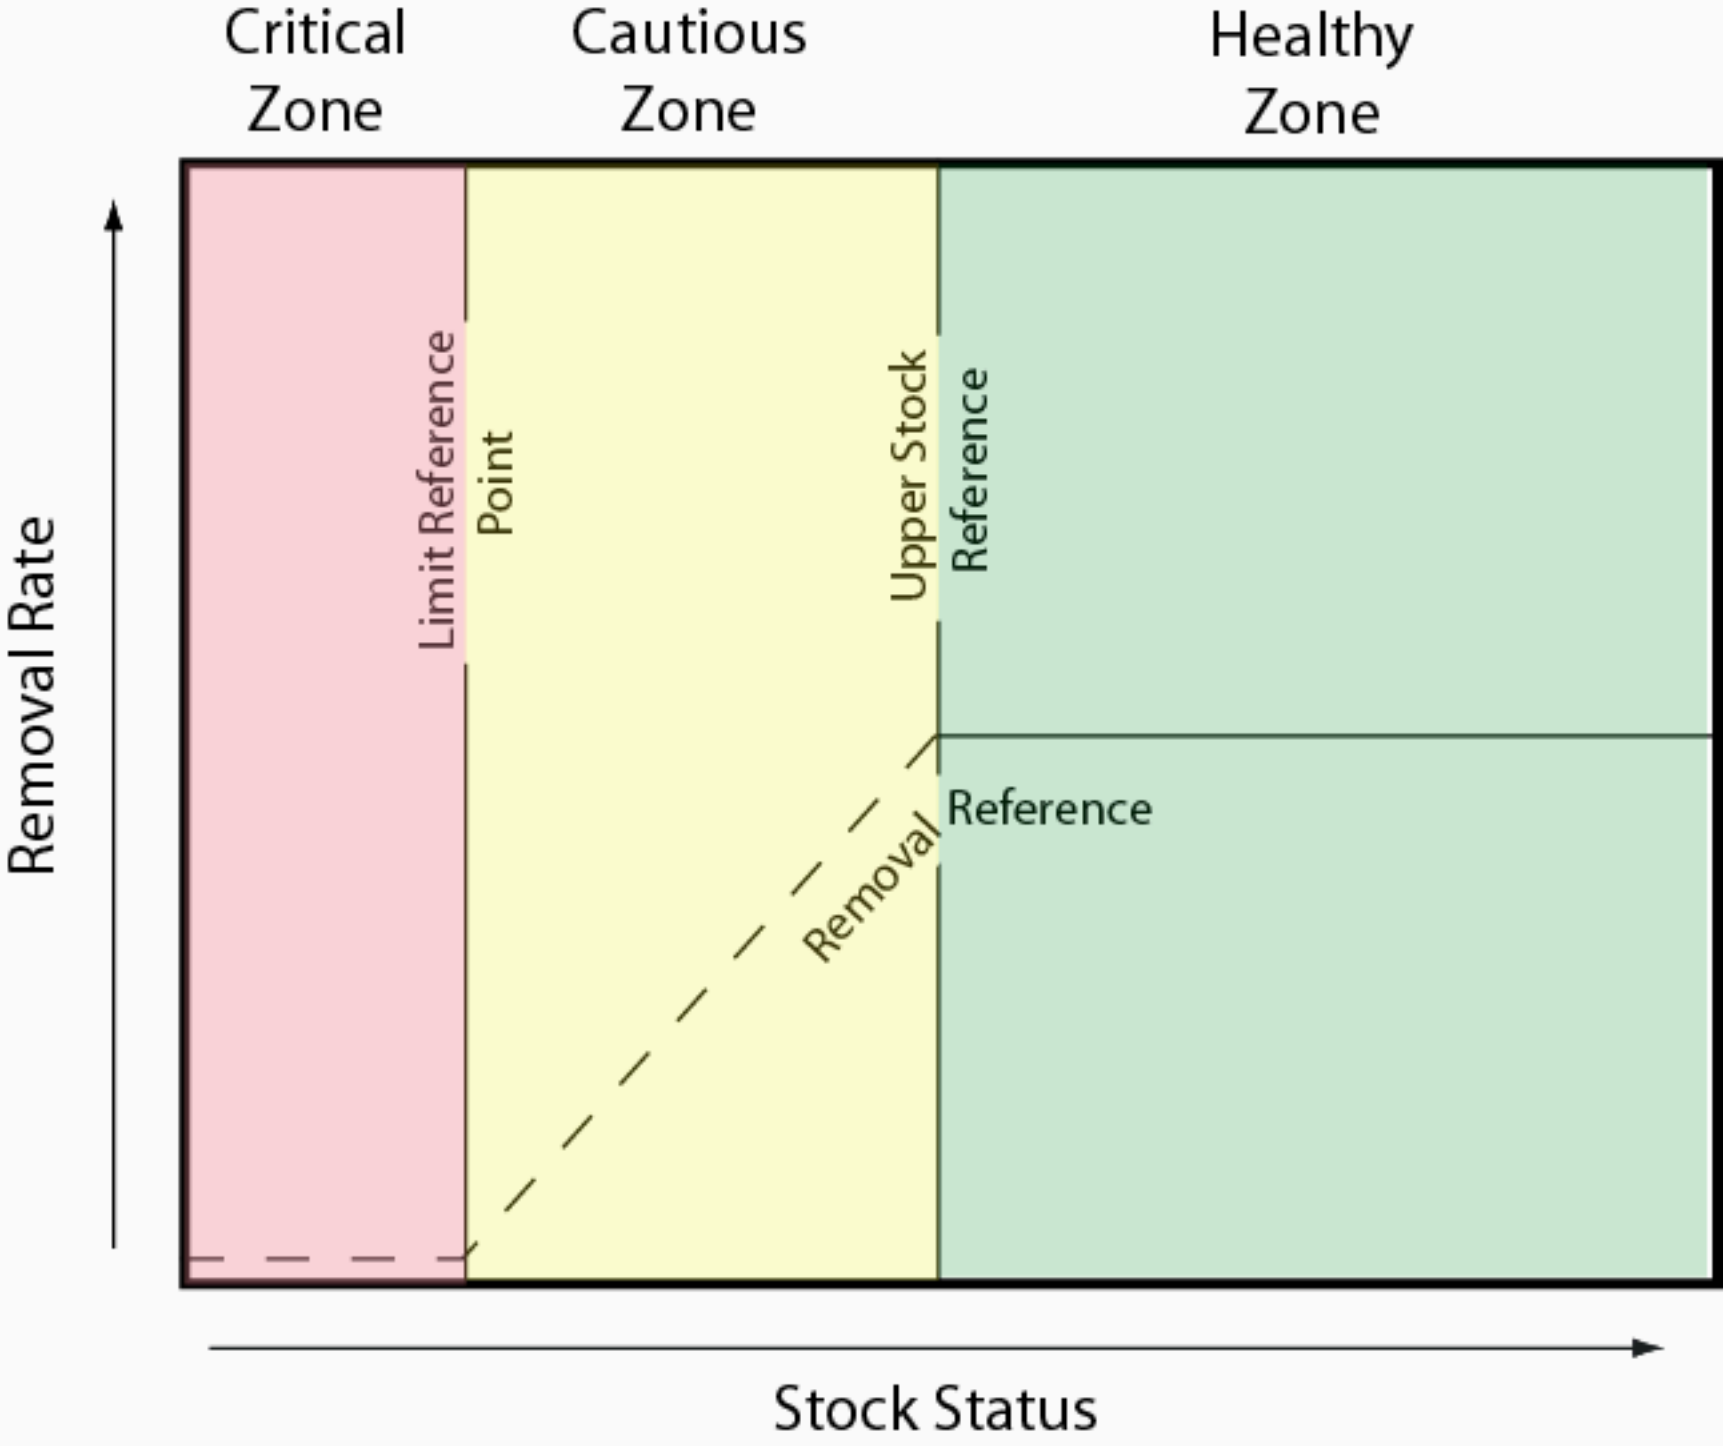 Critical
Zone
Cautious
Zone
Healthy
Zone
Removal Rate
Limit Reference
Point
Upper Stock
Reference
Removal Reference
Stock Status